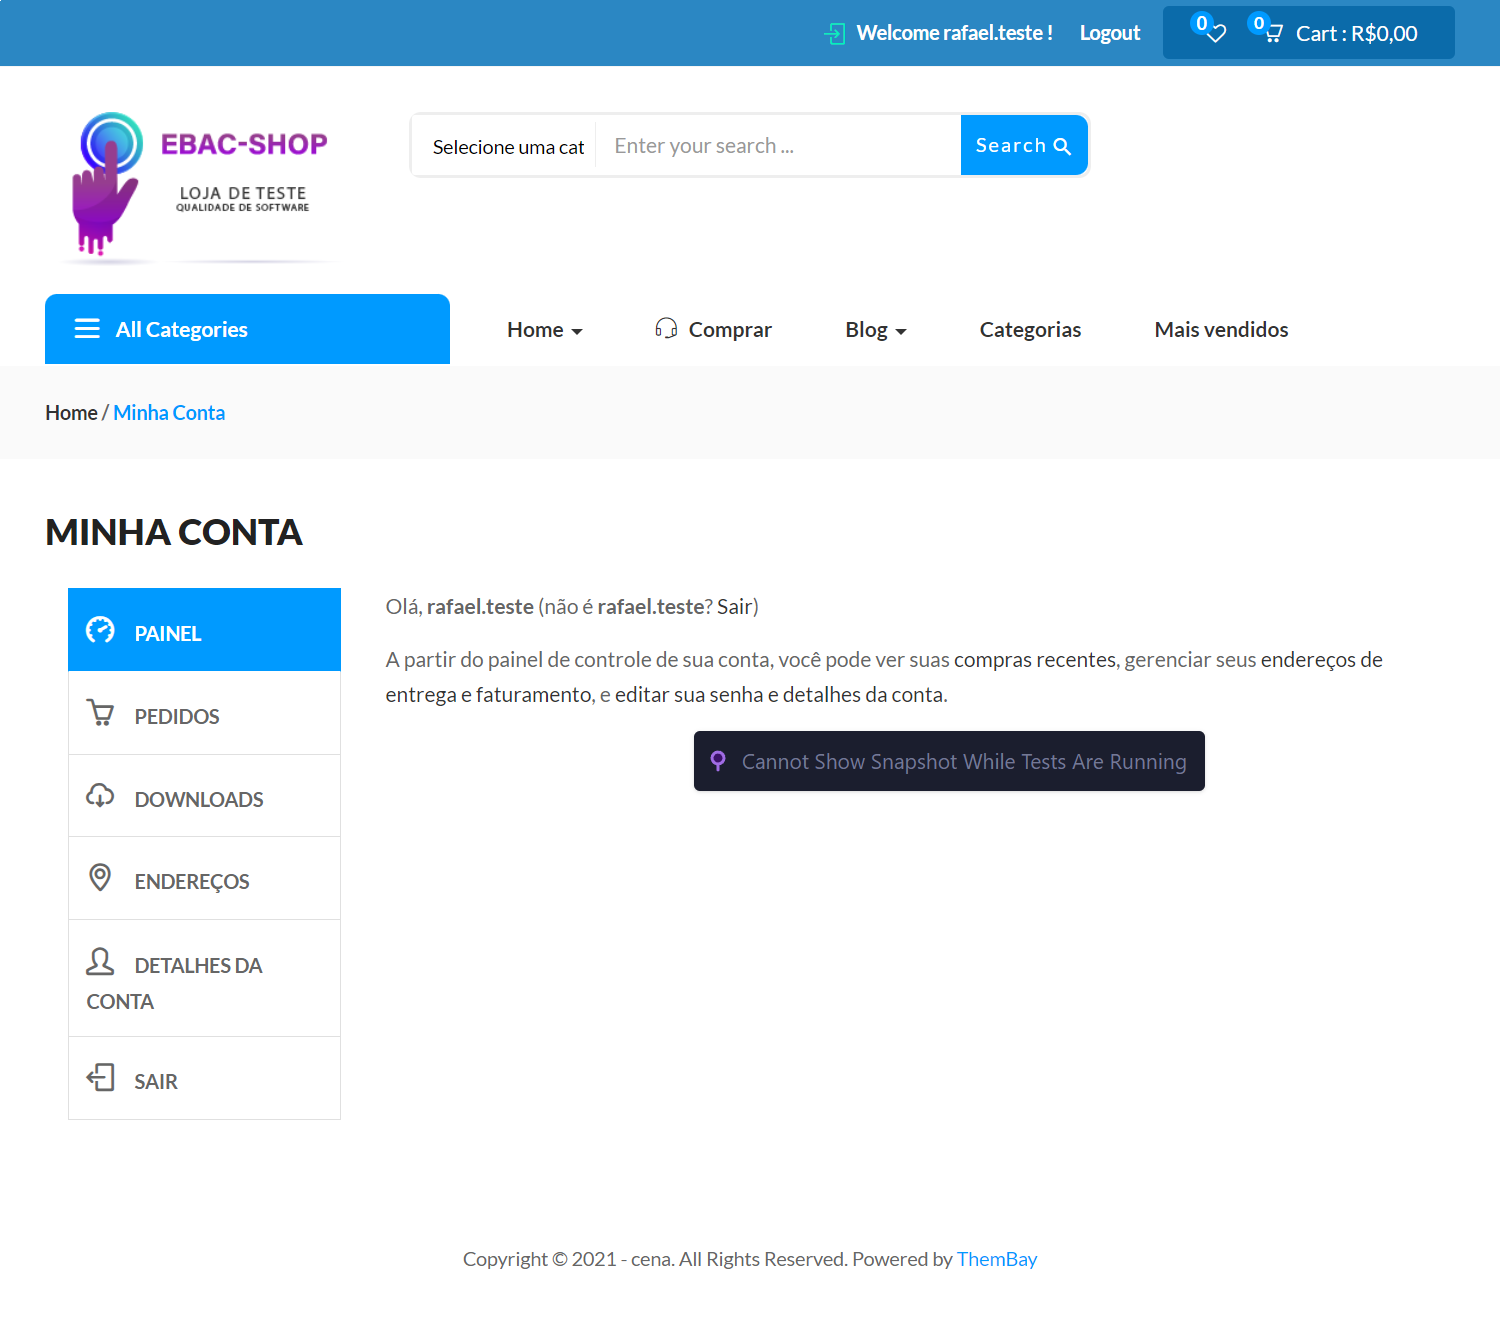 Welcome rafael.teste ! Logout 0 0 Cart : R$0,00
EBAC-SHOP
LOJA DE TESTE
QUALIDADE DE SOFTWARE
Selecione uma cat Enter your search ... Search
All Categories Home Comprar Blog Categorias Mais vendidos
Home / Minha Conta
MINHA CONTA
PAINEL
PEDIDOS
DOWNLOADS
ENDEREÇOS
DETALHES DA
CONTA
SAIR
Olá, rafael.teste (não é rafael.teste? Sair)
A partir do painel de controle de sua conta, você pode ver suas compras recentes, gerenciar seus endereços de
entrega e faturamento, e editar sua senha e detalhes da conta.
Cannot Show Snapshot While Tests Are Running
Copyright © 2021 - cena. All Rights Reserved. Powered by ThemBay